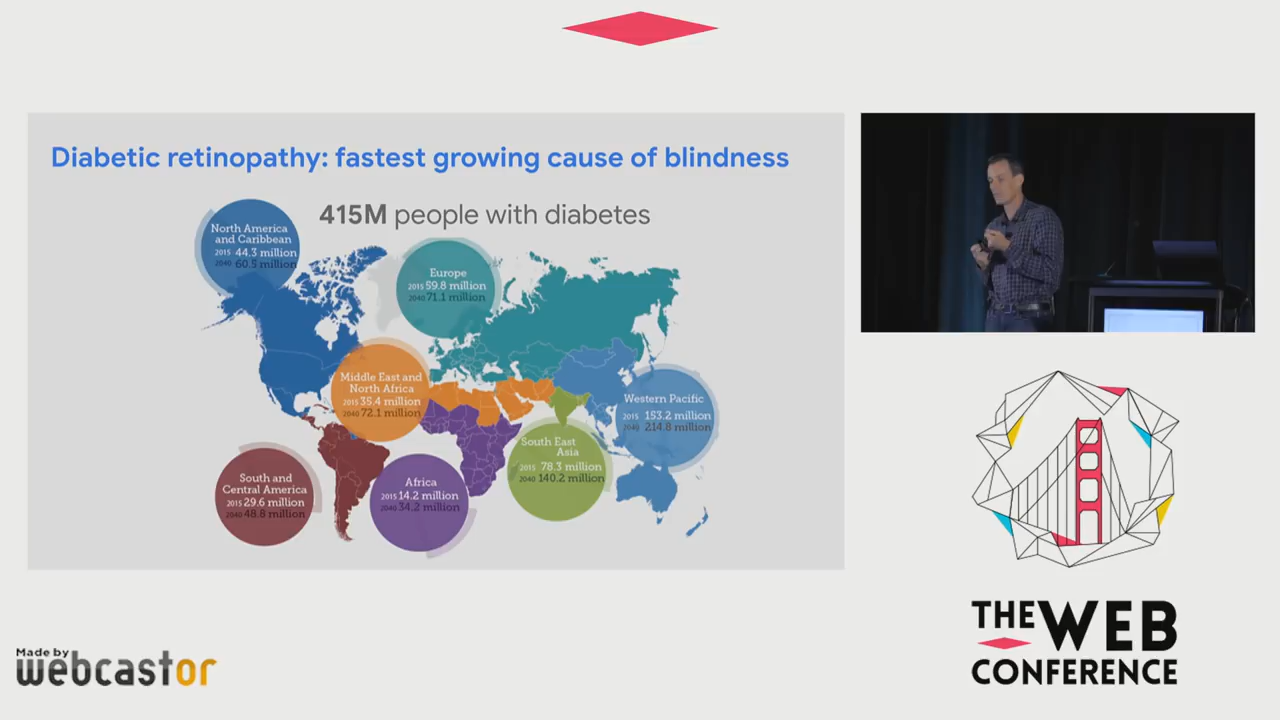 Diabetic retinopathy: fastest growing cause of blindness
415M people with diabetes
North America
and Caribbean
2015 44.3 million
2040 60.5 million
Europe
2015 59.8 million
2040 71.1 million
Middle East and
North Africa
2015 35.4 million
2040 72.1 million
Western Pacific
2015 153.2 million
2040 214.8 million
South East
Asia
2015 78.3 million
2040 140.2 million
South and
Central America
2015 29.6 million
2040 48.8 million
Africa
2015 14.2 million
2040 34.2 million
THE WEB
CONFERENCE
Made by
webcastor